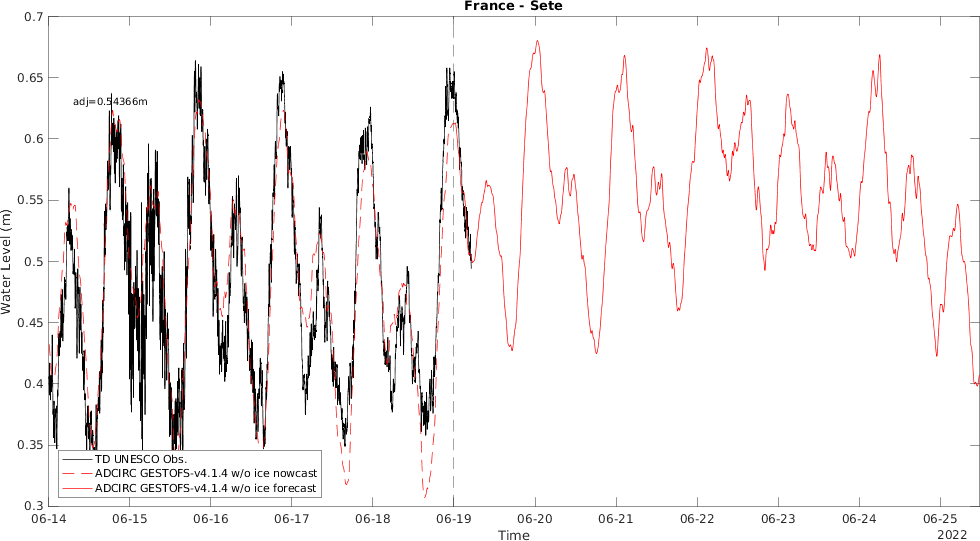 France - Sete
0.7
0.65
0.6
0.55
0.5
0.45
0.4
0.35
0.3
Water Level (m)
adj=0.54366m
TD UNESCO Obs.
ADCIRC GESTOFS-v4.1.4 w/o ice nowcast
ADCIRC GESTOFS-v4.1.4 w/o ice forecast
06-14 06-15 06-16 06-17 06-18 06-19 06-20 06-21 06-22 06-23 06-24 06-25
Time
2022